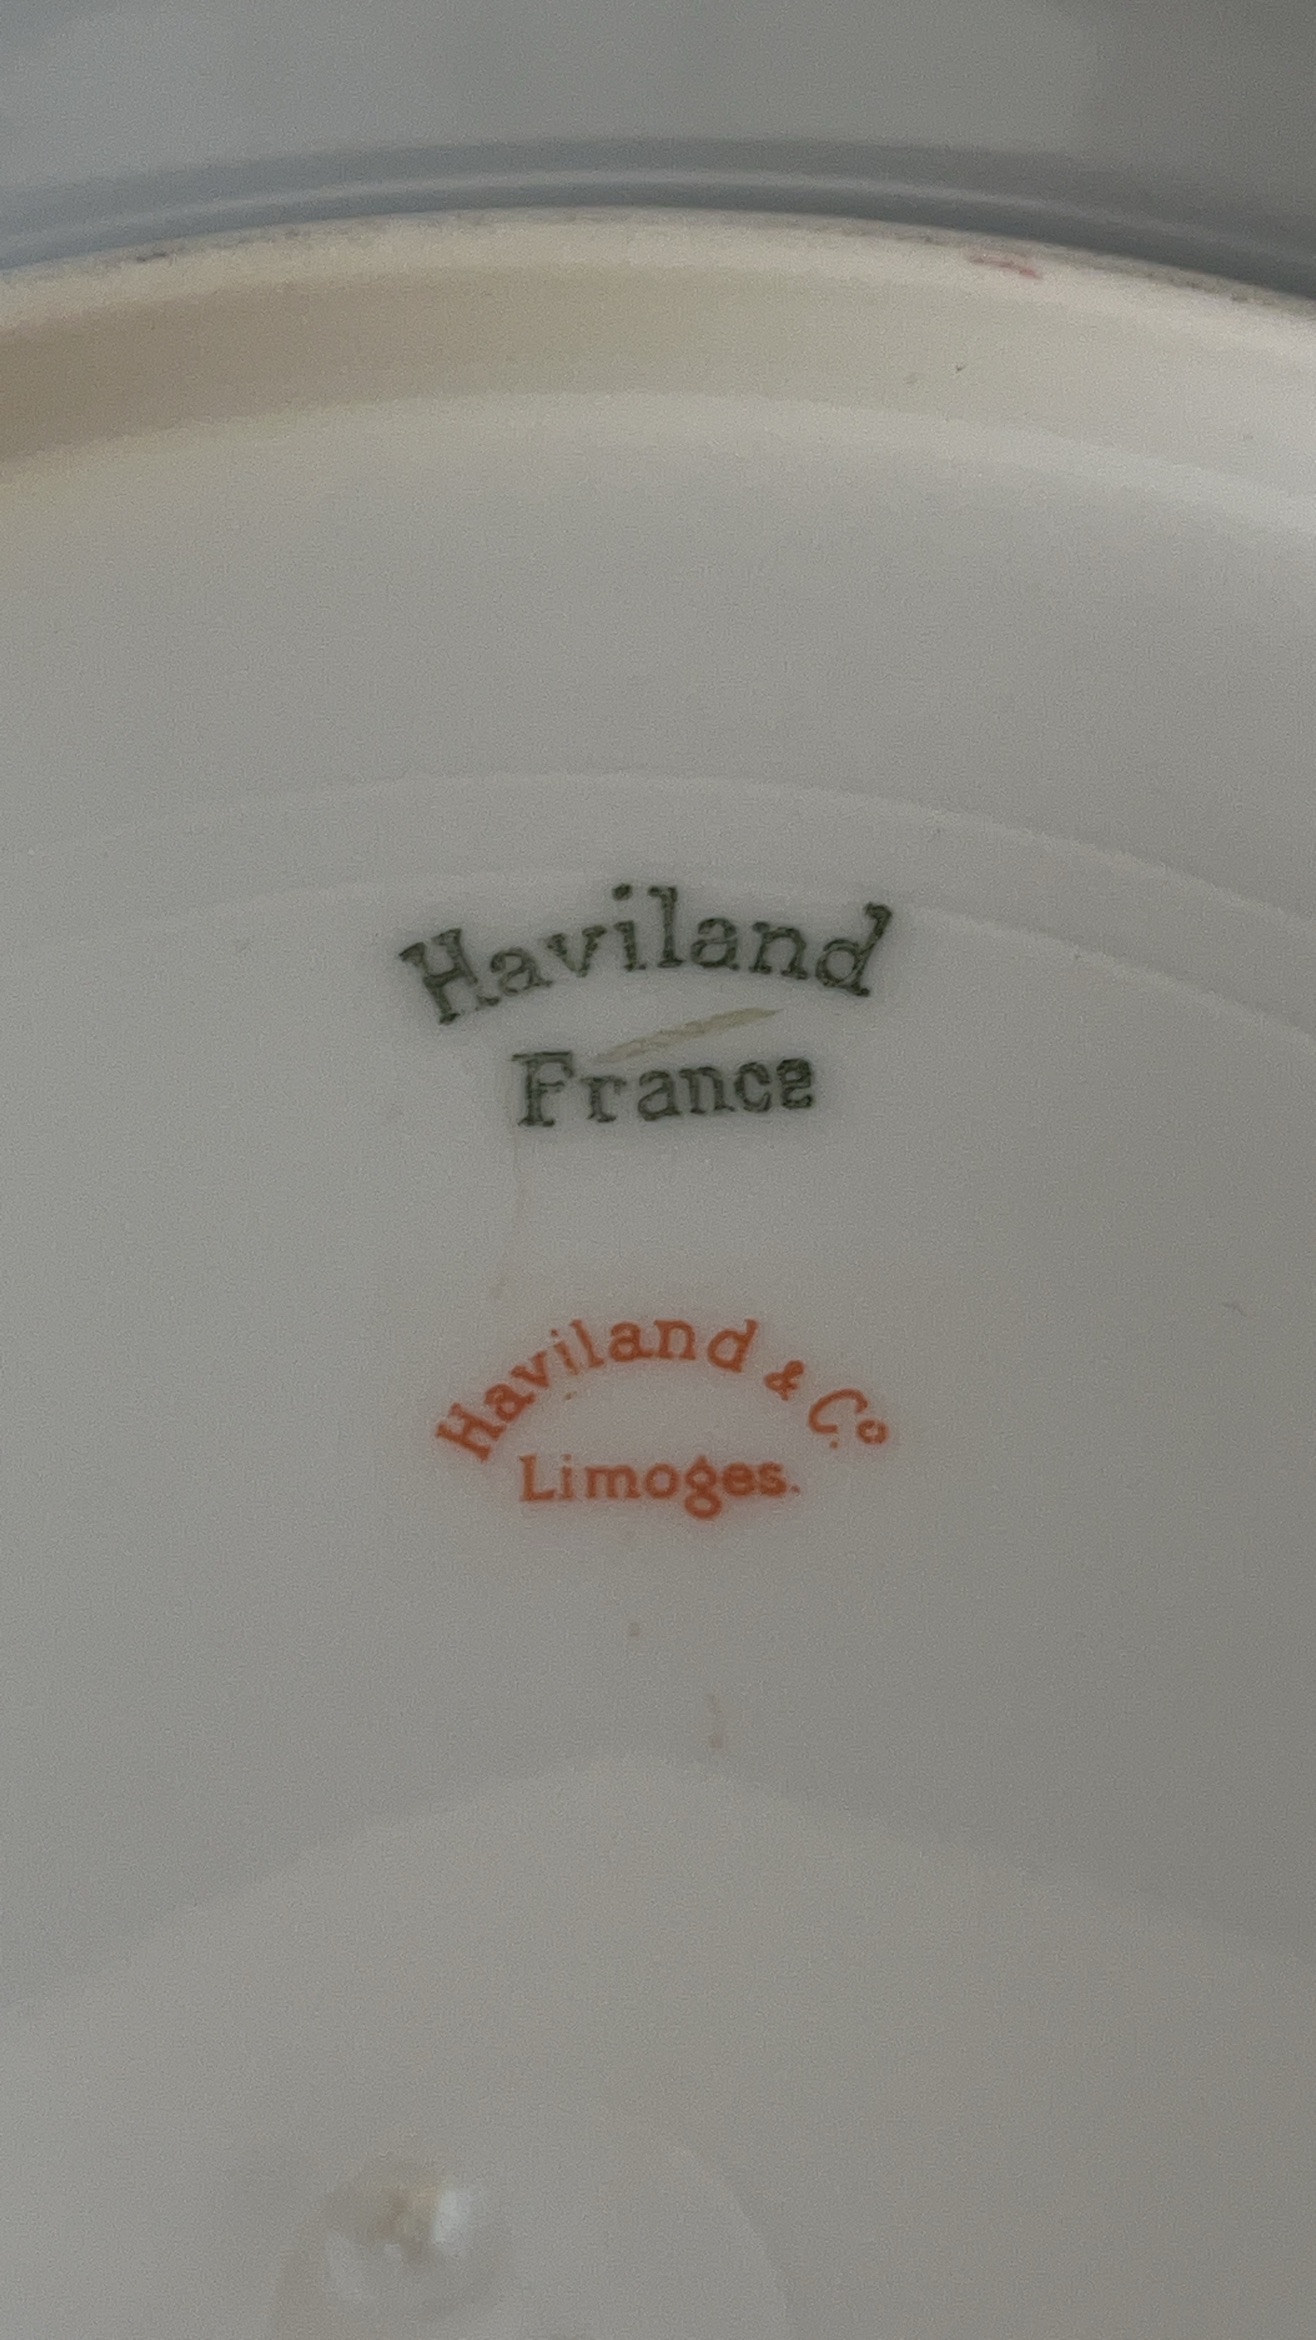 Haviland
France
Haviland & Co
Limoges.